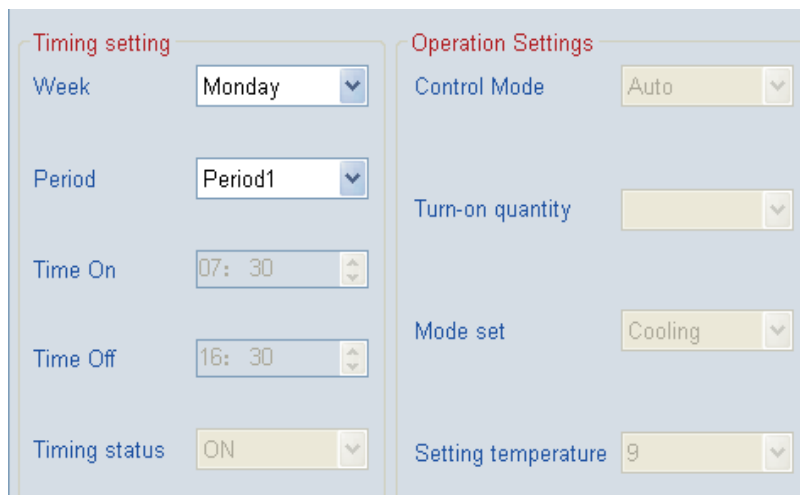 Timing setting
Week Monday
Period Period1
Time On 07: 30
Time Off 16: 30
Timing status ON
Operation Settings
Control Mode Auto
Turn-on quantity
Mode set Cooling
Setting temperature 9